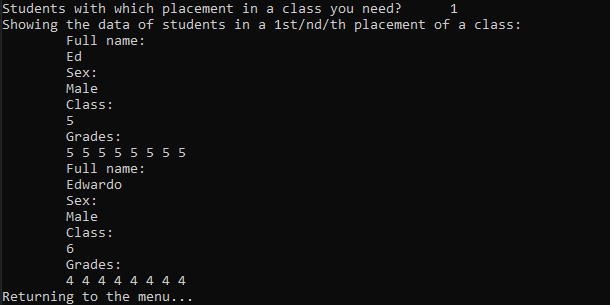 Students with which placement in a class you need?      1
Showing the data of students in a 1st/nd/th placement of a class:
        Full name:
        Ed
        Sex:
        Male
        Class:
        5
        Grades:
        5 5 5 5 5 5 5 5
        Full name:
        Edwardo
        Sex:
        Male
        Class:
        6
        Grades:
        4 4 4 4 4 4 4 4
Returning to the menu...